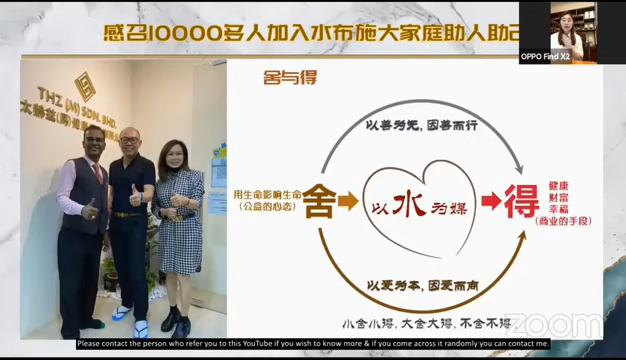 感召10000多人加入水布施大家庭助人助己
OPPO Find X2
舍与得
THZ (M) SDN. BHD.
以善为先, 因善而行
用生命影响生命
(公益的心态)
舍
以水为媒
得
健康
财富
幸福
(商业的手段)
以爱为本, 因爱而商
小舍小得, 大舍大得, 不舍不得
zoom
Please contact the person who refer you to this YouTube if you wish to know more & if you come across it randomly you can contact me.